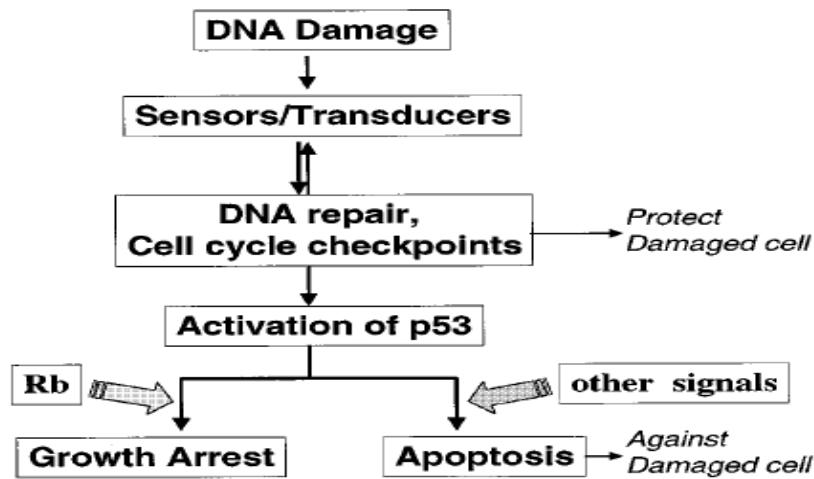 DNA Damage
Sensors/Transducers
DNA repair,
Cell cycle checkpoints
Protect
Damaged cell
Activation of p53
Rb
other signals
Growth Arrest
Apoptosis
Against
Damaged cell